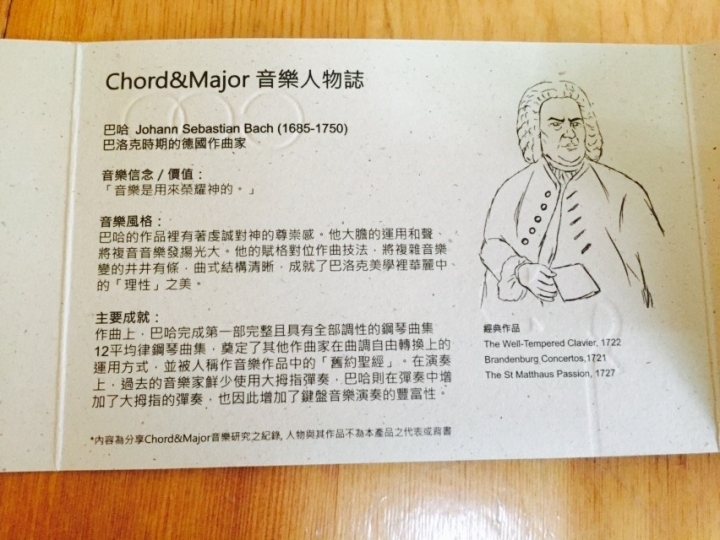 Chord&Major 音樂人物誌
巴哈 Johann Sebastian Bach (1685-1750)
巴洛克時期的德國作曲家
音樂信念 / 價值：
「音樂是用來榮耀神的。」
音樂風格：
巴哈的作品裡有著虔誠對神的尊崇感。他大膽的運用和聲、
將複音音樂發揚光大。他的賦格對位作曲技法，將複雜音樂
變的井井有條，曲式結構清晰，成就了巴洛克美學裡華麗中
的「理性」之美。
主要成就：
作曲上，巴哈完成第一部完整且具有全部調性的鋼琴曲集
12平均律鋼琴曲集，奠定了其他作曲家在曲調自由轉換上的
運用方式，並被人稱作音樂作品中的「舊約聖經」。在演奏
上，過去的音樂家鮮少使用大拇指彈奏，巴哈則在彈奏中增
加了大拇指的彈奏，也因此增加了鍵盤音樂演奏的豐富性。
*內容為分享Chord&Major音樂研究之紀錄, 人物與其作品不為本產品之代表或背書
經典作品
The Well-Tempered Clavier, 1722
Brandenburg Concertos,1721
The St Matthaus Passion, 1727